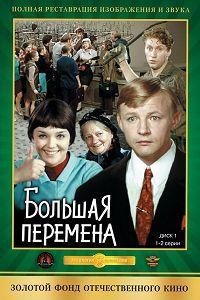 ПОЛНАЯ РЕСТАВРАЦИЯ ИЗОБРАЖЕНИЯ И ЗВУКА
БОЛЬШАЯ
ПЕРЕМЕНА
ДИСК 1
1-2 серии
ЗОЛОТОЙ ФОНД ОТЕЧЕСТВЕННОГО КИНО